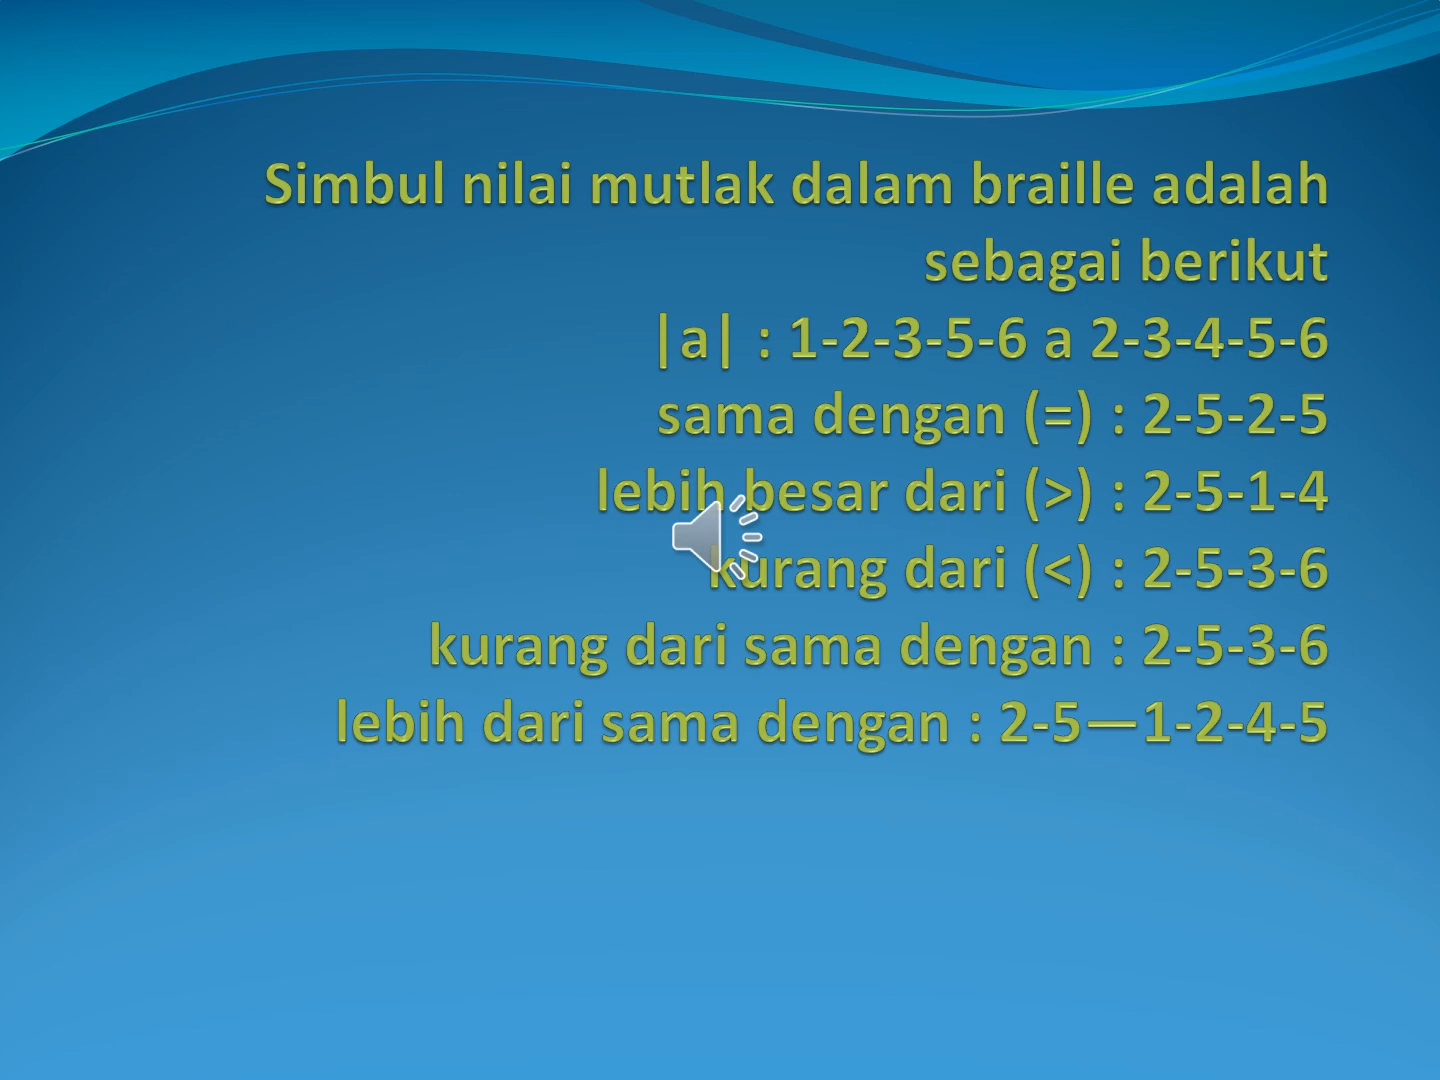 Simbul nilai mutlak dalam braille adalah
sebagai berikut
|a| : 1-2-3-5-6 a 2-3-4-5-6
sama dengan (=) : 2-5-2-5
lebih besar dari (>) : 2-5-1-4
kurang dari (<) : 2-5-3-6
kurang dari sama dengan : 2-5-3-6
lebih dari sama dengan : 2-5—1-2-4-5